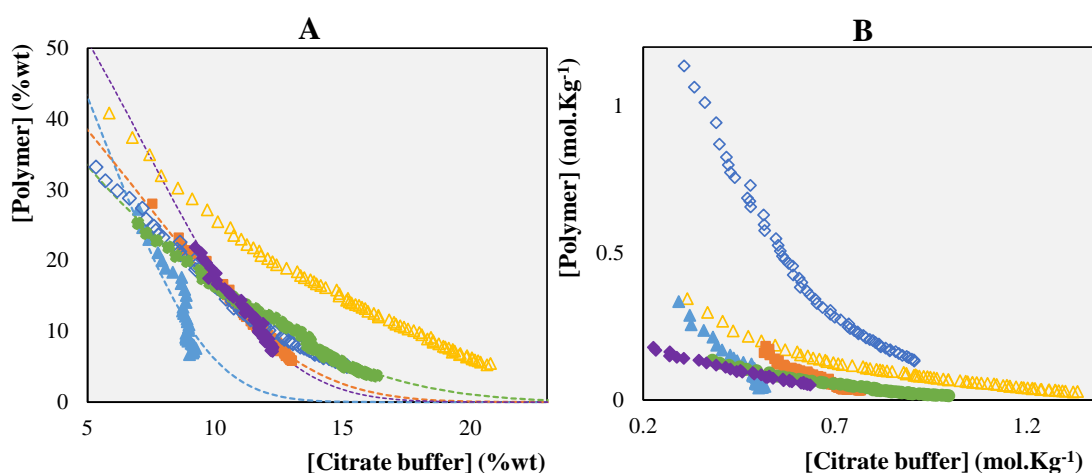 A
[Polymer] (%wt)
50
40
30
20
10
0
5
10
15
20
[Citrate buffer] (%wt)
B
[Polymer] (mol.Kg-1)
1
0.5
0
0.2
0.7
1.2
[Citrate buffer] (mol.Kg-1)